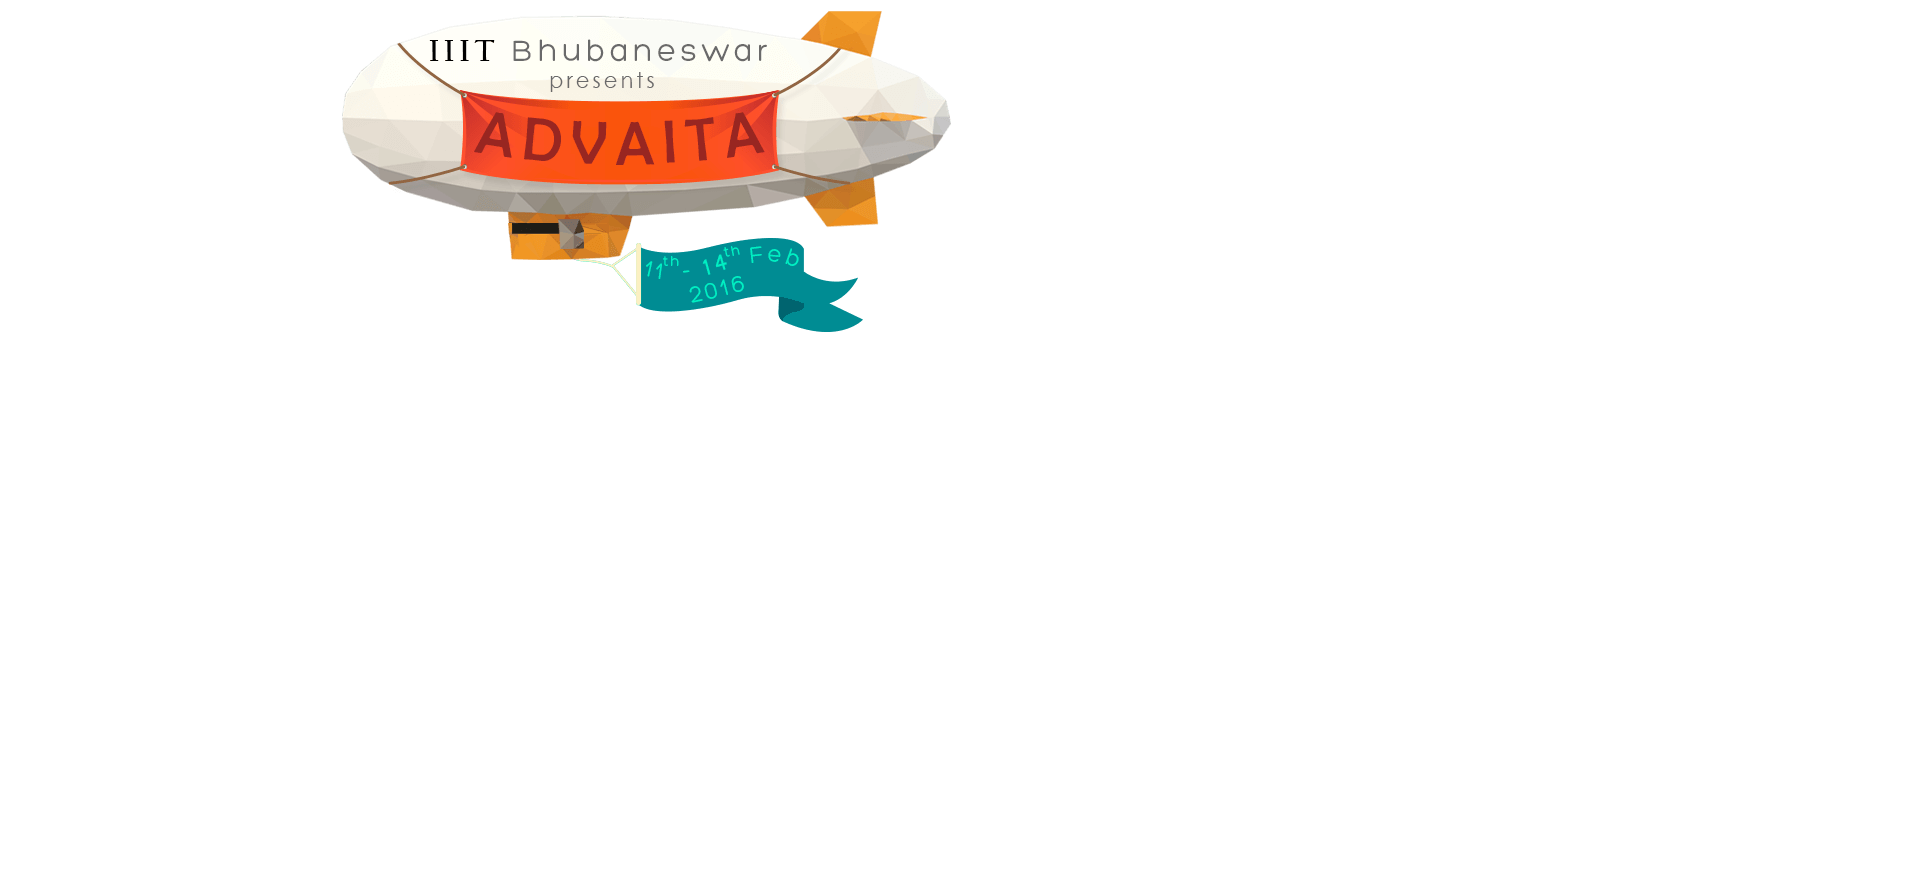 IIIT Bhubaneswar
presents
ADVAITA
11th - 14th Feb
2016